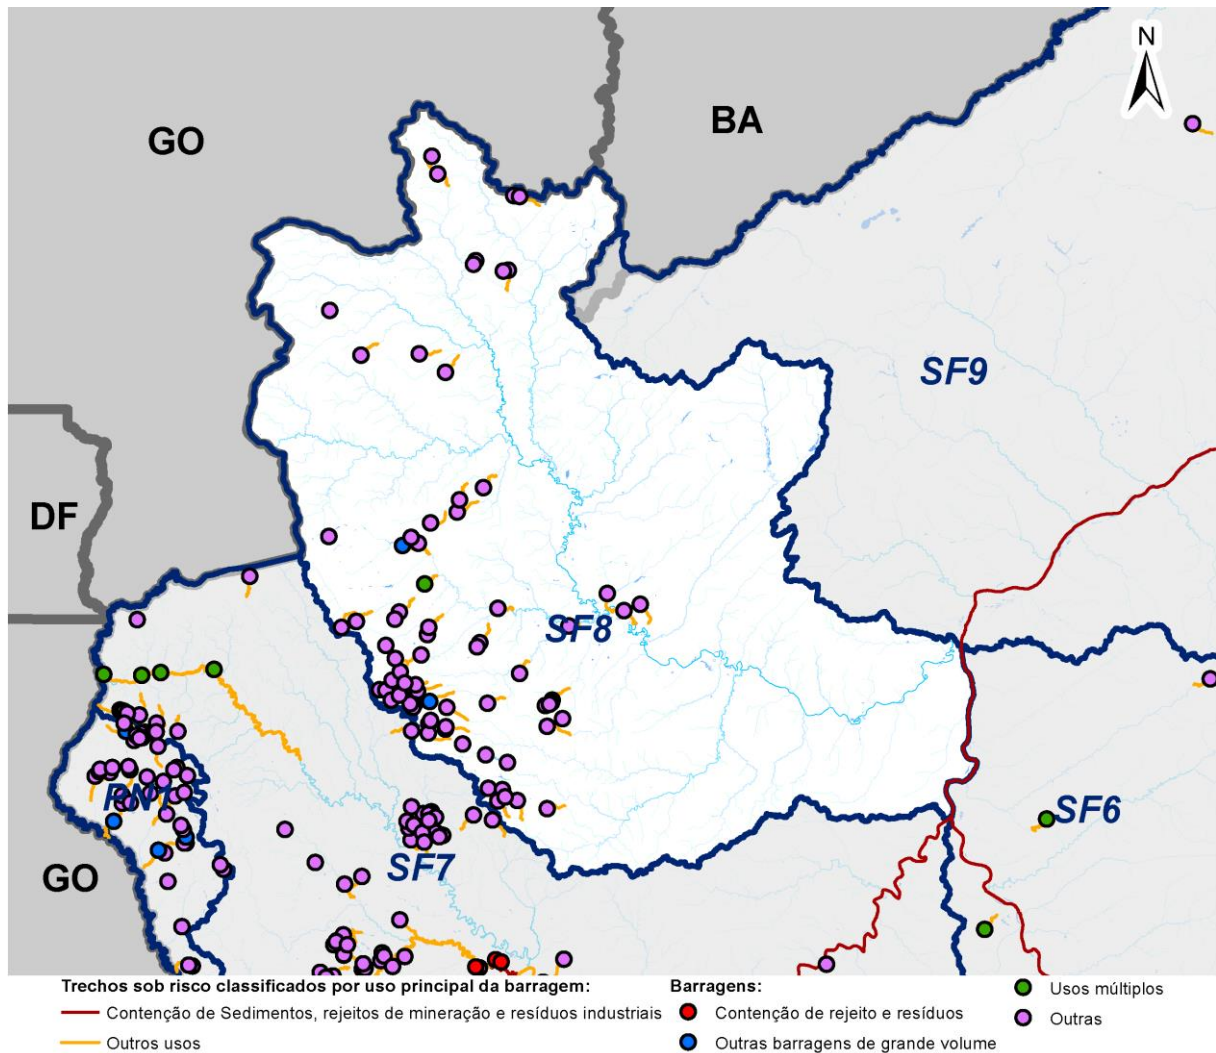 N
BA
GO
SF9
DF
SF8
PN1
SF6
SF7
GO
Trechos sob risco classificados por uso principal da barragem:
Contenção de Sedimentos, rejeitos de mineração e resíduos industriais
Outros usos
Barragens:
Contenção de rejeito e resíduos
Outras barragens de grande volume
Usos múltiplos
Outras